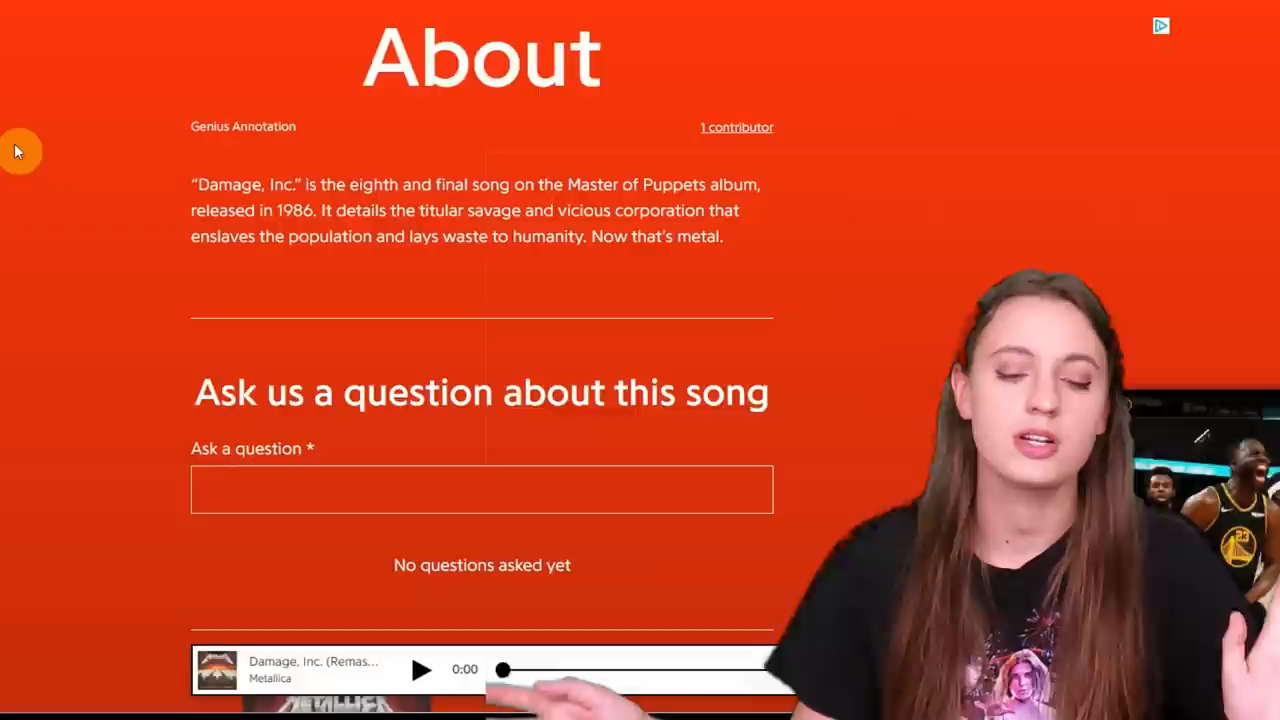 About
Genius Annotation
1 contributor
“Damage, Inc.” is the eighth and final song on the Master of Puppets album,
released in 1986. It details the titular savage and vicious corporation that
enslaves the population and lays waste to humanity. Now that’s metal.
Ask us a question about this song
Ask a question *
No questions asked yet
Damage, Inc. (Remas...
Metallica
0:00
METALLICA
23